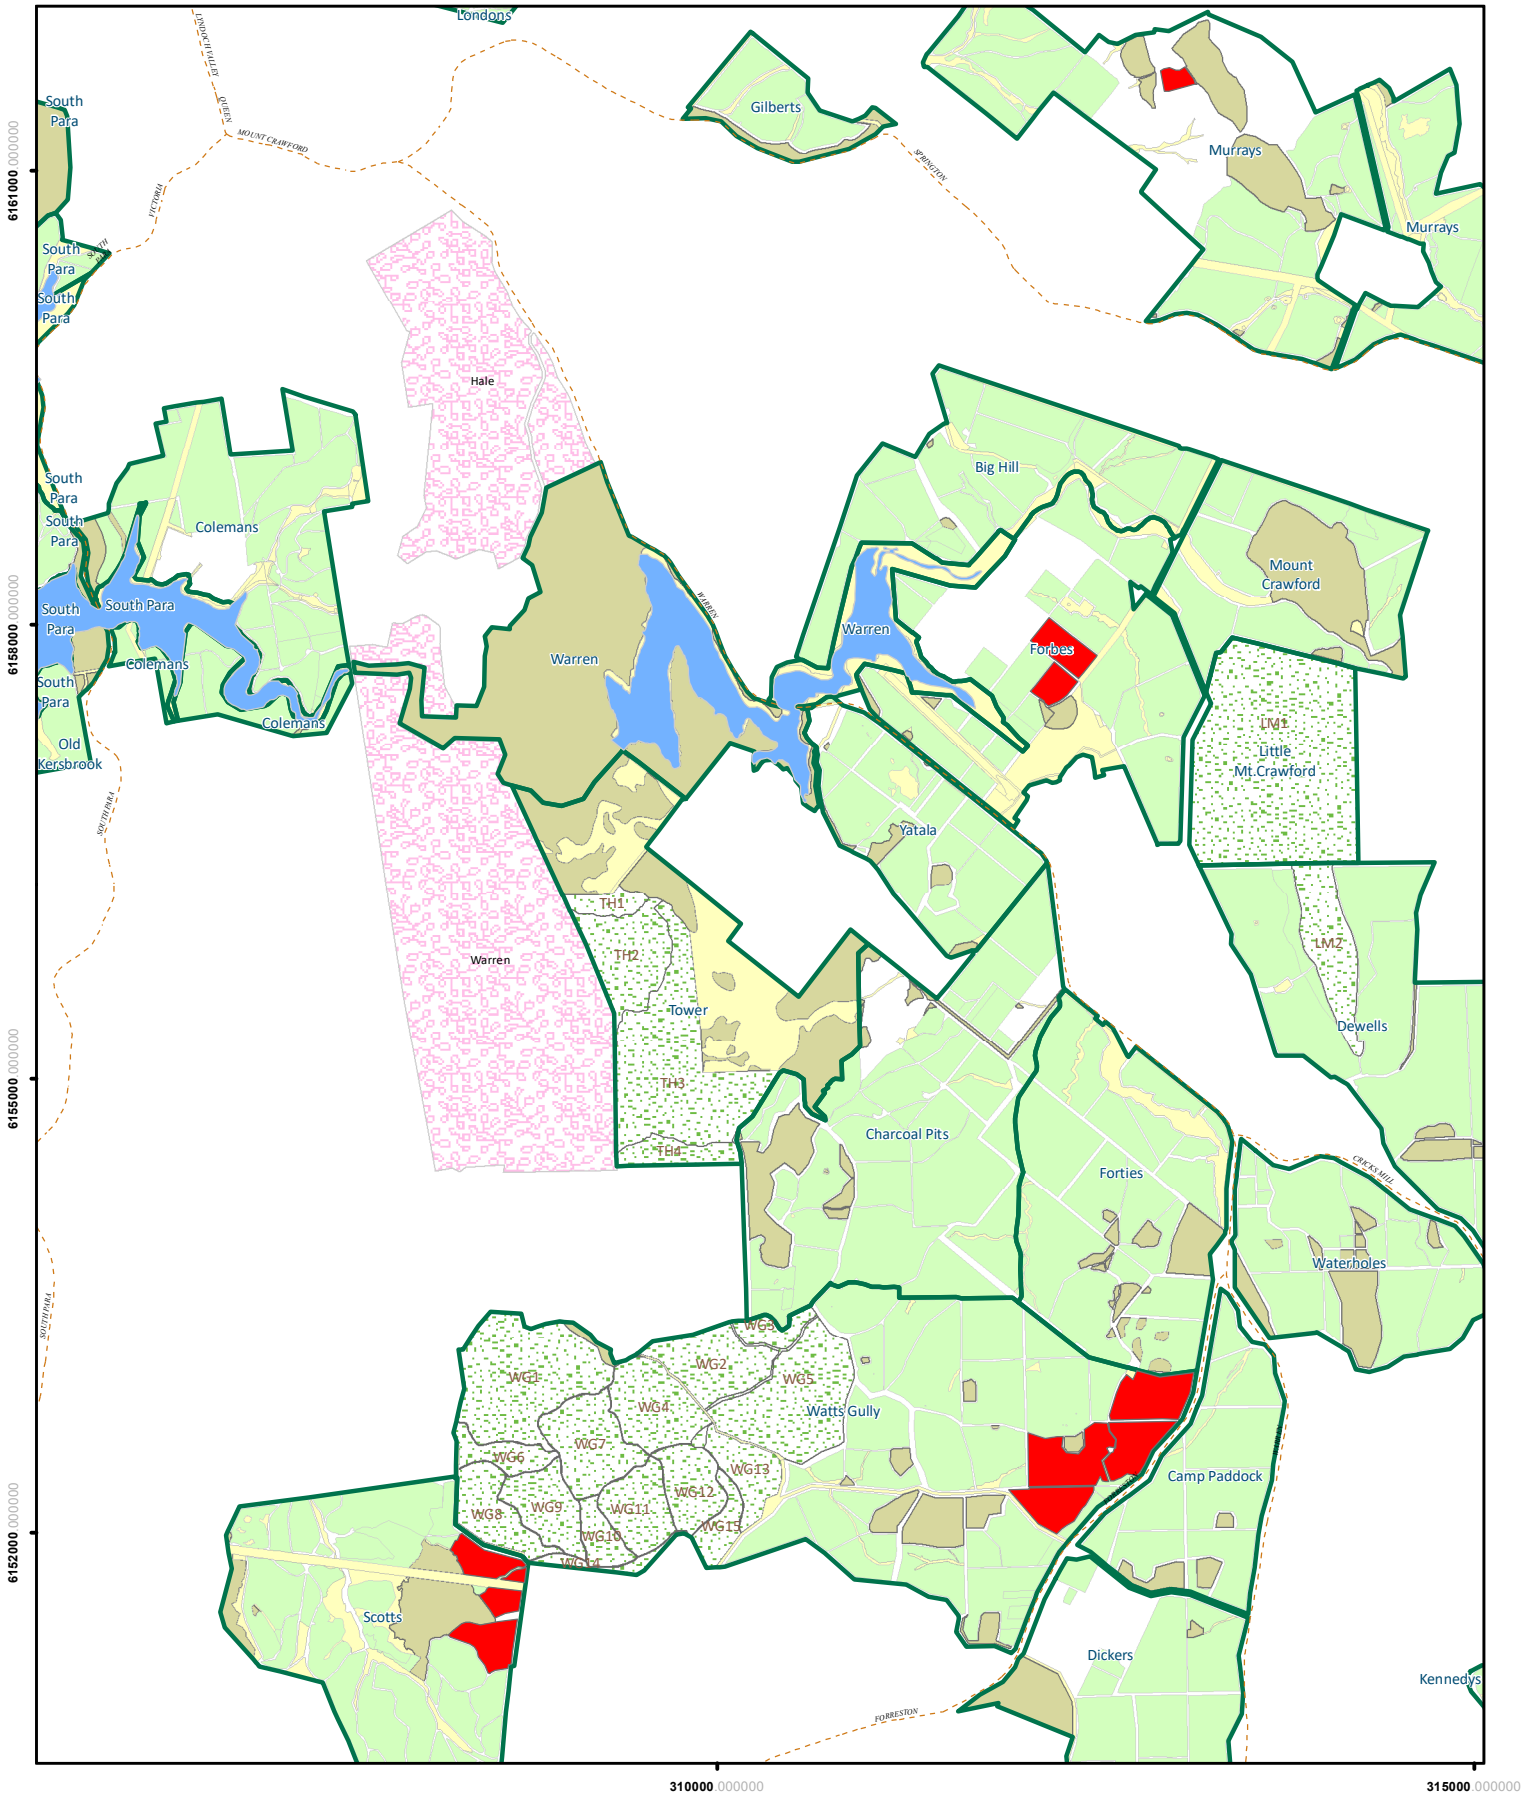 Londons
LYNDOCH VALLEY
QUEEN
MOUNT CRAWFORD
VICTORIA
SOUTH PARA
South
Para
Gilberts
SPRINGTON
Murrays
Murrays
South
Para
South
Para
6161000.000000
Hale
South
Para
South
Para
Colemans
Big Hill
Mount
Crawford
6158000.000000
South
Para
South Para
WARREN
Warren
Warren
Forbes
Colemans
South
Para
Colemans
Old
Kersbrook
LM1
Little
Mt.Crawford
SOUTH PARA
Yatala
TH1
TH2
Warren
LM2
Tower
Dewells
6155000.000000
TH3
TH4
Charcoal Pits
Forties
CRICKS MILL
Waterholes
SOUTH PARA
WG3
WG2
WG1
WG5
WG4
Watts Gully
WG7
WG6
WG13
WG12
WG9
WG11
WG8
WG15
WG10
WG14
Camp Paddock
6152000.000000
Scotts
Dickers
Kennedys
FORRESTON
310000.000000
315000.000000